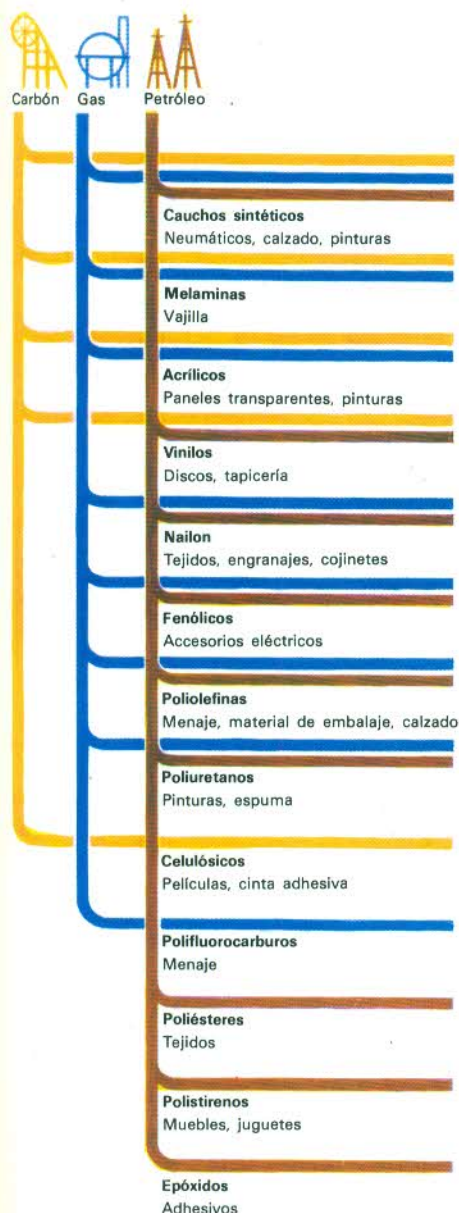 Carbón Gas Petróleo
Cauchos sintéticos
Neumáticos, calzado, pinturas
Melaminas
Vajilla
Acrílicos
Paneles transparentes, pinturas
Vinilos
Discos, tapicería
Nailon
Tejidos, engranajes, cojinetes
Fenólicos
Accesorios eléctricos
Poliolefinas
Menaje, material de embalaje, calzado
Poliuretanos
Pinturas, espuma
Celulósicos
Películas, cinta adhesiva
Polifluorocarburos
Menaje
Poliésteres
Tejidos
Polistirenos
Muebles, juguetes
Epóxidos
Adhesivos